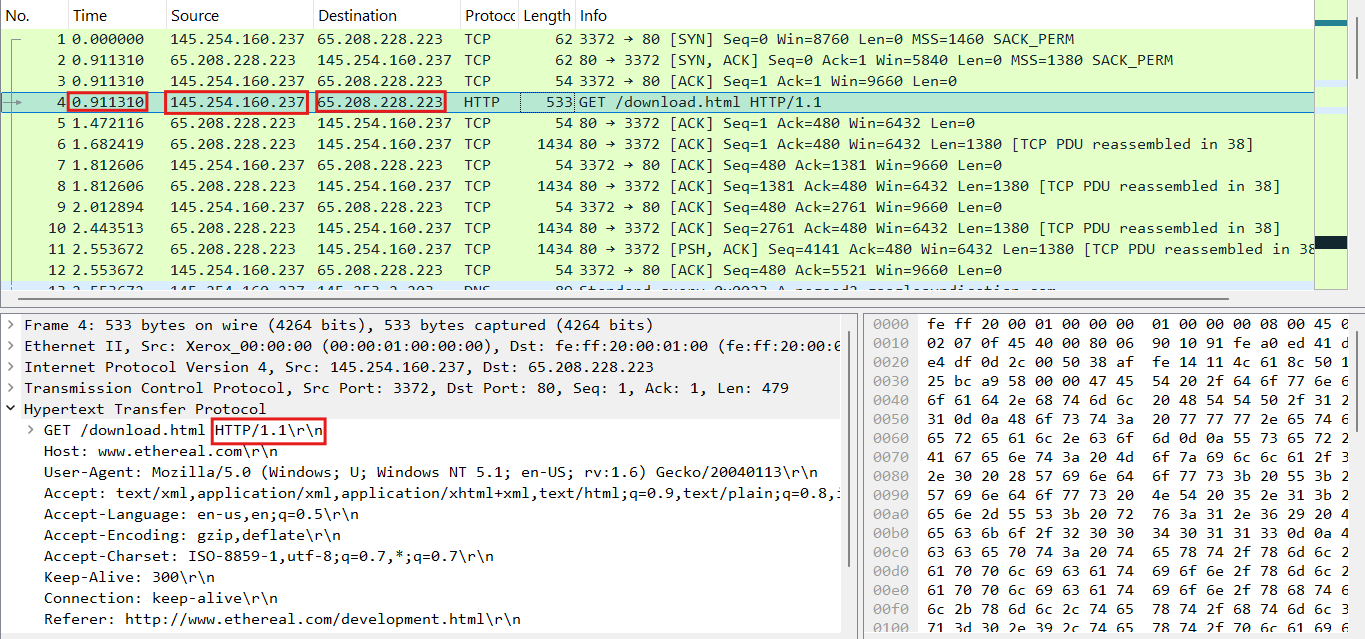 No. Time Source Destination Protoc Length Info
1 0.000000 145.254.160.237 65.208.228.223 TCP 62 3372 → 80 [SYN] Seq=0 Win=8760 Len=0 MSS=1460 SACK_PERM
2 0.911310 65.208.228.223 145.254.160.237 TCP 62 80 → 3372 [SYN, ACK] Seq=0 Ack=1 Win=5840 Len=0 MSS=1380 SACK_PERM
3 0.911310 145.254.160.237 65.208.228.223 TCP 54 3372 → 80 [ACK] Seq=1 Ack=1 Win=9660 Len=0
4 0.911310 145.254.160.237 65.208.228.223 HTTP 533 GET /download.html HTTP/1.1
5 1.472116 65.208.228.223 145.254.160.237 TCP 54 80 → 3372 [ACK] Seq=1 Ack=480 Win=6432 Len=0
6 1.682419 65.208.228.223 145.254.160.237 TCP 1434 80 → 3372 [ACK] Seq=1 Ack=480 Win=6432 Len=1380 [TCP PDU reassembled in 38]
7 1.812606 145.254.160.237 65.208.228.223 TCP 54 3372 → 80 [ACK] Seq=480 Ack=1381 Win=9660 Len=0
8 1.812606 65.208.228.223 145.254.160.237 TCP 1434 80 → 3372 [ACK] Seq=1381 Ack=480 Win=6432 Len=1380 [TCP PDU reassembled in 38]
9 2.012894 145.254.160.237 65.208.228.223 TCP 54 3372 → 80 [ACK] Seq=480 Ack=2761 Win=9660 Len=0
10 2.443513 65.208.228.223 145.254.160.237 TCP 1434 80 → 3372 [ACK] Seq=2761 Ack=480 Win=6432 Len=1380 [TCP PDU reassembled in 38]
11 2.553672 65.208.228.223 145.254.160.237 TCP 1434 80 → 3372 [PSH, ACK] Seq=4141 Ack=480 Win=6432 Len=1380 [TCP PDU reassembled in 38
12 2.553672 145.254.160.237 65.208.228.223 TCP 54 3372 → 80 [ACK] Seq=480 Ack=5521 Win=9660 Len=0
13 2.553672 145.254.160.237 145.253.2.203 DNS 89 Standard query 0x0023 A pagead2.googlesyndication.com
Frame 4: 533 bytes on wire (4264 bits), 533 bytes captured (4264 bits)
Ethernet II, Src: Xerox_00:00:00 (00:00:01:00:00:00), Dst: fe:ff:20:00:01:00 (fe:ff:20:00:0
Internet Protocol Version 4, Src: 145.254.160.237, Dst: 65.208.228.223
Transmission Control Protocol, Src Port: 3372, Dst Port: 80, Seq: 1, Ack: 1, Len: 479
Hypertext Transfer Protocol
GET /download.html HTTP/1.1\r\n
Host: www.ethereal.com\r\n
User-Agent: Mozilla/5.0 (Windows; U; Windows NT 5.1; en-US; rv:1.6) Gecko/20040113\r\n
Accept: text/xml,application/xml,application/xhtml+xml,text/html;q=0.9,text/plain;q=0.8,i
Accept-Language: en-us,en;q=0.5\r\n
Accept-Encoding: gzip,deflate\r\n
Accept-Charset: ISO-8859-1,utf-8;q=0.7,*;q=0.7\r\n
Keep-Alive: 300\r\n
Connection: keep-alive\r\n
Referer: http://www.ethereal.com/development.html\r\n
0000 fe ff 20 00 01 00 00 00 01 00 00 00 08 00 45 0
0010 02 07 0f 45 40 00 80 06 90 10 91 fe a0 ed 41 d
0020 e4 df 0d 2c 00 50 38 af fe 14 11 4c 61 8c 50 1
0030 25 bc a9 58 00 00 47 45 54 20 2f 64 6f 77 6e 6
0040 6f 61 64 2e 68 74 6d 6c 20 48 54 54 50 2f 31 2
0050 31 0d 0a 48 6f 73 74 3a 20 77 77 77 2e 65 74 6
0060 65 72 65 61 6c 2e 63 6f 6d 0d 0a 55 73 65 72 2
0070 41 67 65 6e 74 3a 20 4d 6f 7a 69 6c 6c 61 2f 3
0080 2e 30 20 28 57 69 6e 64 6f 77 73 3b 20 55 3b 2
0090 57 69 6e 64 6f 77 73 20 4e 54 20 35 2e 31 3b 2
00a0 65 6e 2d 55 53 3b 20 72 76 3a 31 2e 36 29 20 4
00b0 65 63 6b 6f 2f 32 30 30 34 30 31 31 33 0d 0a 4
00c0 63 63 65 70 74 3a 20 74 65 78 74 2f 78 6d 6c 2
00d0 61 70 70 6c 69 63 61 74 69 6f 6e 2f 78 6d 6c 2
00e0 61 70 70 6c 69 63 61 74 69 6f 6e 2f 78 68 74 6
00f0 6c 2b 78 6d 6c 2c 74 65 78 74 2f 68 74 6d 6c 3
0100 71 3d 30 2e 39 2c 74 65 78 74 2f 70 6c 61 69 6